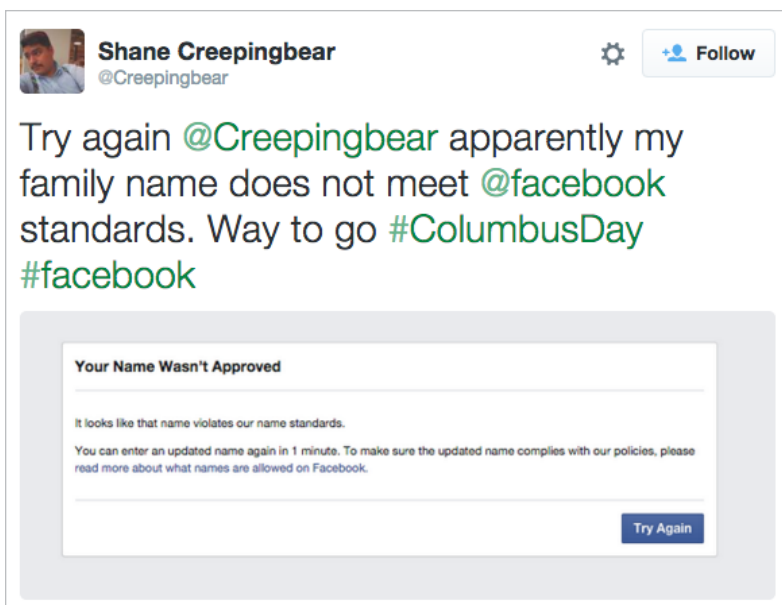 Shane Creepingbear
@Creepingbear
Follow
Try again @Creepingbear apparently my
family name does not meet @facebook
standards. Way to go #ColumbusDay
#facebook
Your Name Wasn't Approved
It looks like that name violates our name standards.
You can enter an updated name again in 1 minute. To make sure the updated name complies with our policies, please
read more about what names are allowed on Facebook.
Try Again